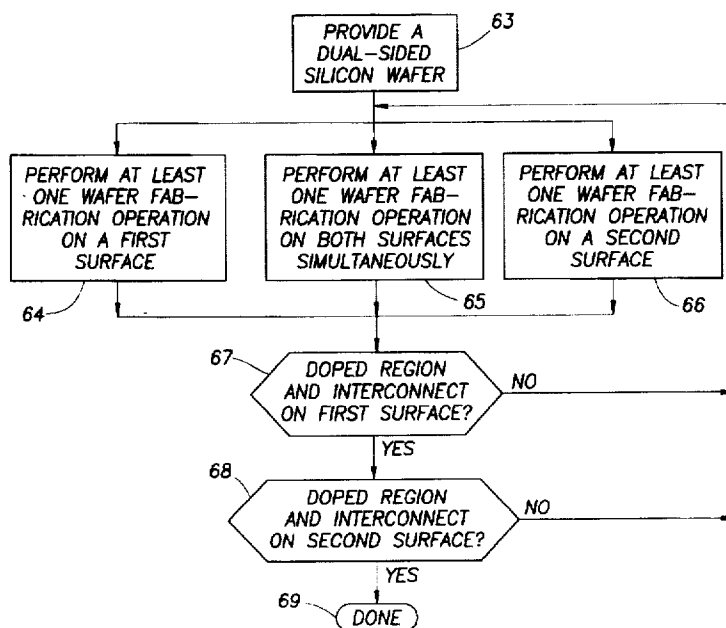 PROVIDE A
DUAL-SIDED
SILICON WAFER
63
PERFORM AT LEAST
ONE WAFER FAB-
RICATION OPERATION
ON A FIRST
SURFACE
64
PERFORM AT LEAST
ONE WAFER FAB-
RICATION OPERATION
ON BOTH SURFACES
SIMULTANEOUSLY
65
PERFORM AT LEAST
ONE WAFER FAB-
RICATION OPERATION
ON A SECOND
SURFACE
66
67
DOPED REGION
AND INTERCONNECT
ON FIRST SURFACE?
NO
YES
68
DOPED REGION
AND INTERCONNECT
ON SECOND SURFACE?
NO
YES
69
DONE